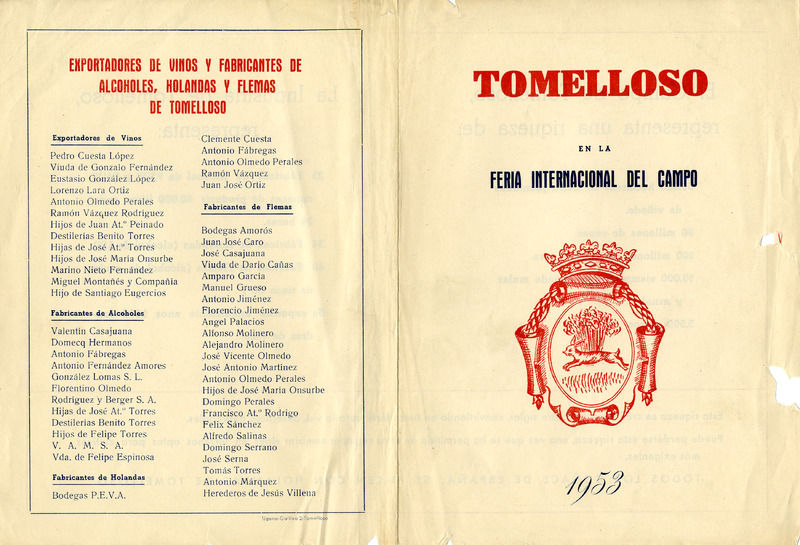 EXPORTADORES DE VINOS Y FABRICANTES DE
ALCOHOLES, HOLANDAS Y FLEMAS
DE TOMELLOSO
Exportadores de Vinos
Pedro Cuesta López
Viuda de Gonzalo Fernández
Eustasio González López
Lorenzo Lara Ortiz
Antonio Olmedo Perales
Ramón Vázquez Rodríguez
Hijos de Juan At.º Peinado
Destilerías Benito Torres
Hijas de José At.º Torres
Hijos de José María Onsurbe
Marino Nieto Fernández
Miguel Montañés y Compañía
Hijo de Santiago Eugercios
Fabricantes de Alcoholes
Valentín Casajuana
Domecq Hermanos
Antonio Fábregas
Antonio Fernández Amores
González Lomas S. L.
Florentino Olmedo
Rodríguez y Berger S. A.
Hijas de José At.º Torres
Destilerías Benito Torres
Hijos de Felipe Torres
V. A. M. S. A.
Vda. de Felipe Espinosa
Fabricantes de Holandas
Bodegas P.E.V.A.
Clemente Cuesta
Antonio Fábregas
Antonio Olmedo Perales
Ramón Vázquez
Juan José Ortiz
Fabricantes de Flemas
Bodegas Amorós
Juan José Caro
José Casajuana
Viuda de Darío Cañas
Amparo García
Manuel Grueso
Antonio Jiménez
Florencio Jiménez
Angel Palacios
Alfonso Molinero
Alejandro Molinero
José Vicente Olmedo
José Antonio Martínez
Antonio Olmedo Perales
Hijos de José María Onsurbe
Domingo Perales
Francisco At.º Rodrigo
Felix Sánchez
Alfredo Salinas
Domingo Serrano
José Serna
Tomás Torres
Antonio Márquez
Herederos de Jesús Villena
TOMELLOSO
EN LA
FERIA INTERNACIONAL DEL CAMPO
1953